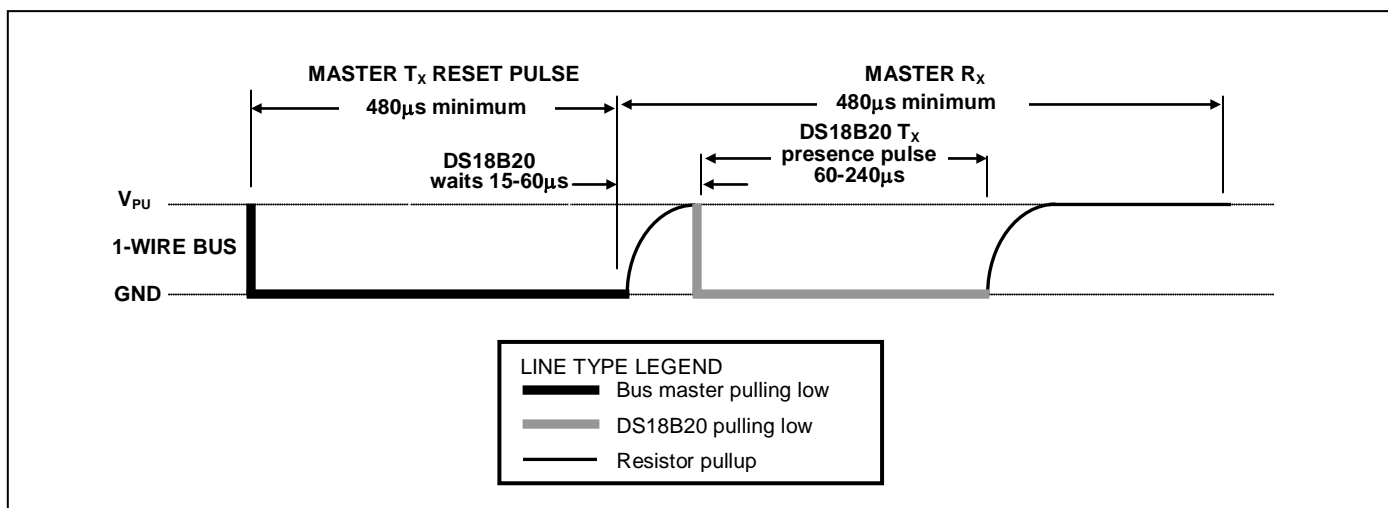 MASTER TX RESET PULSE
480μs minimum
MASTER RX
480μs minimum
DS18B20 TX
presence pulse
60-240μs
DS18B20
waits 15-60μs
VPU
1-WIRE BUS
GND
LINE TYPE LEGEND
Bus master pulling low
DS18B20 pulling low
Resistor pullup